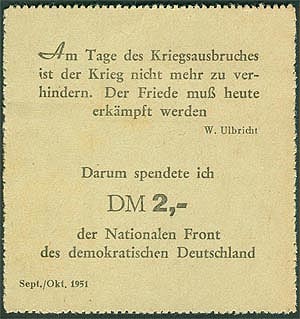 Am Tage des Kriegsausbruches
ist der Krieg nicht mehr zu ver-
hindern. Der Friede muß heute
erkämpft werden
W. Ulbricht
Darum spendete ich
DM 2,-
der Nationalen Front
des demokratischen Deutschland
Sept./Okt. 1951